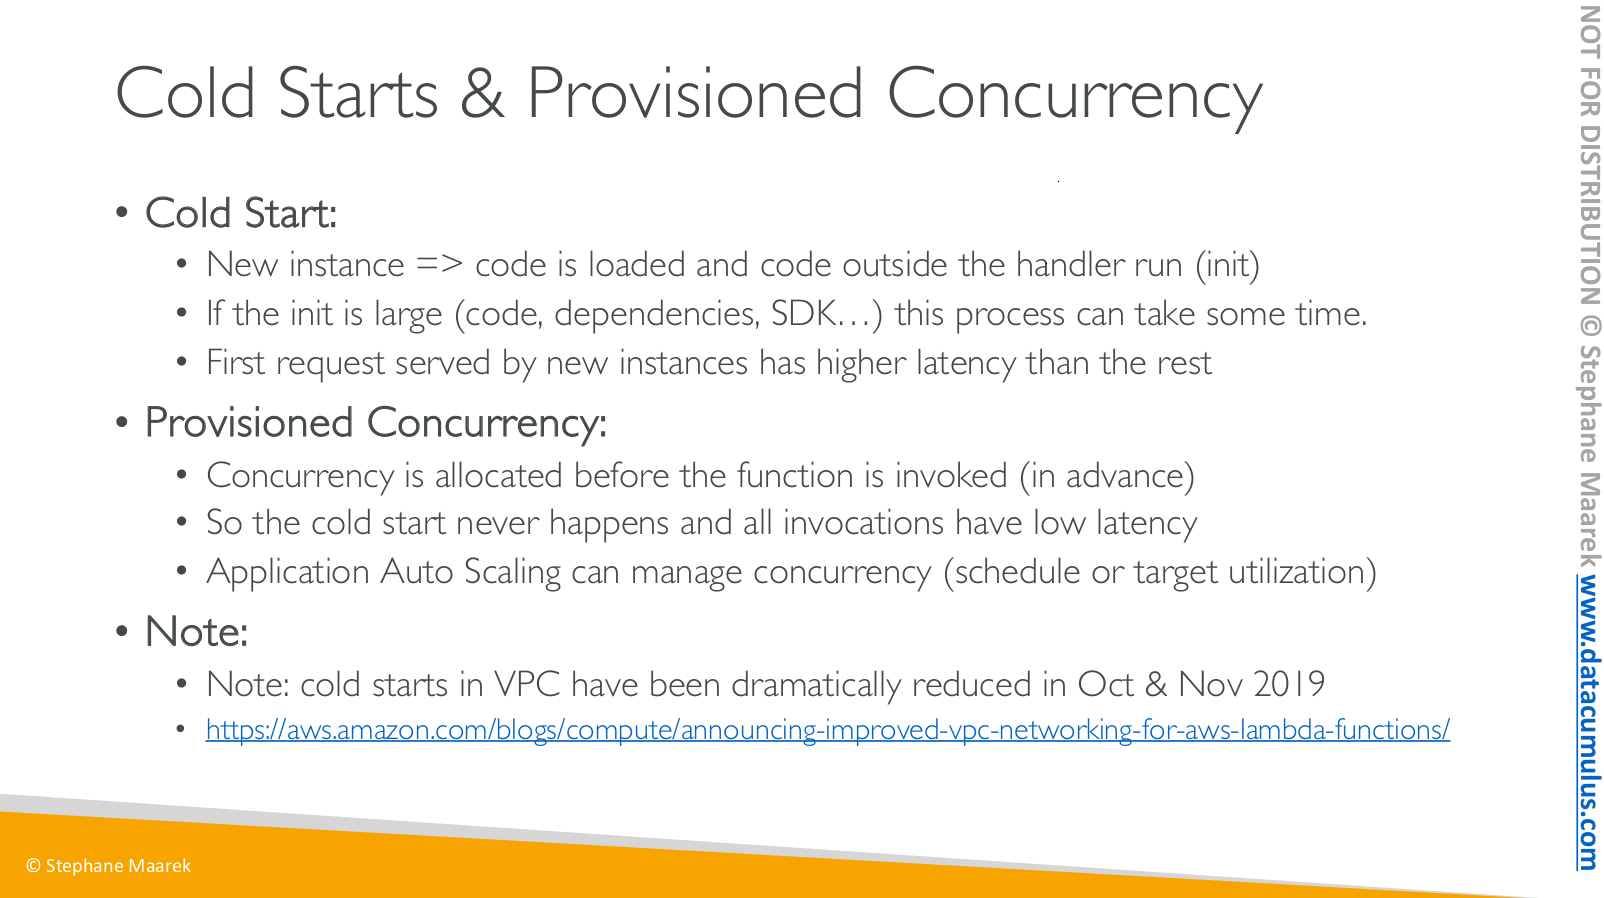 Cold Starts & Provisioned Concurrency
• Cold Start:
• New instance => code is loaded and code outside the handler run (init)
• If the init is large (code, dependencies, SDK…) this process can take some time.
• First request served by new instances has higher latency than the rest
• Provisioned Concurrency:
• Concurrency is allocated before the function is invoked (in advance)
• So the cold start never happens and all invocations have low latency
• Application Auto Scaling can manage concurrency (schedule or target utilization)
• Note:
• Note: cold starts in VPC have been dramatically reduced in Oct & Nov 2019
• https://aws.amazon.com/blogs/compute/announcing-improved-vpc-networking-for-aws-lambda-functions/
© Stephane Maarek
NOT FOR DISTRIBUTION © Stephane Maarek www.datacumulus.com